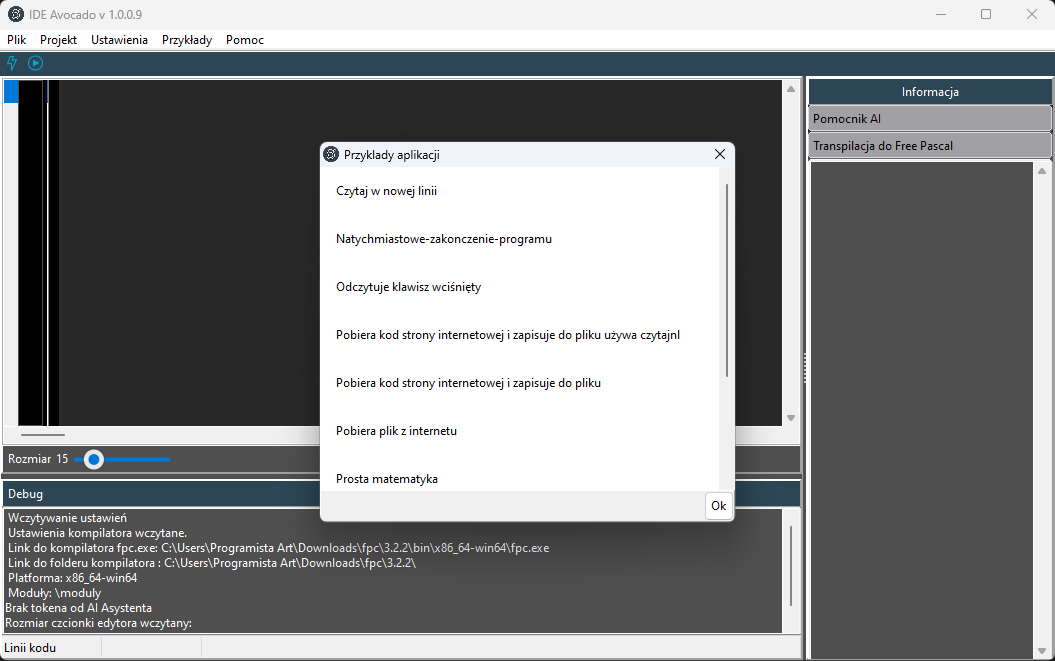 IDE Avocado v 1.0.0.9
Plik Projekt Ustawienia Przykłady Pomoc
Informacja
Pomocnik AI
Transpilacja do Free Pascal
Przyklady aplikacji
Czytaj w nowej linii
Natychmiastowe-zakonczenie-programu
Odczytuje klawisz wciśnięty
Pobiera kod strony internetowej i zapisuje do pliku używa czytajnl
Pobiera kod strony internetowej i zapisuje do pliku
Pobiera plik z internetu
Prosta matematyka
Ok
Rozmiar 15
Debug
Wczytywanie ustawień
Ustawienia kompilatora wczytane.
Link do kompilatora fpc.exe: C:\Users\Programista Art\Downloads\fpc\3.2.2\bin\x86_64-win64\fpc.exe
Link do folderu kompilatora : C:\Users\Programista Art\Downloads\fpc\3.2.2\
Platforma: x86_64-win64
Moduły: \moduly
Brak tokena od AI Asystenta
Rozmiar czcionki edytora wczytany:
Linii kodu